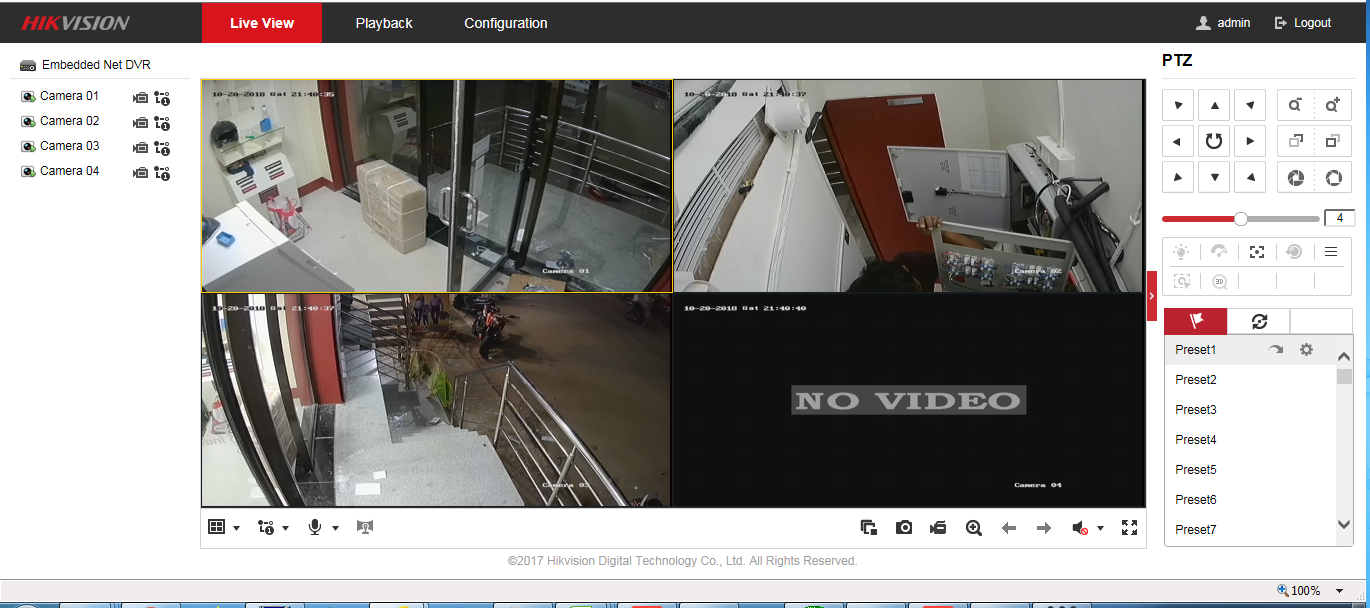 HIKVISION
Live View
Playback
Configuration
admin
Logout
Embedded Net DVR
Camera 01
Camera 02
Camera 03
Camera 04
10-20-2018 Sat 21:40:35
Camera 01
10-20-2018 Sat 21:40:37
Camera 02
10-20-2018 Sat 21:40:37
Camera 03
10-20-2018 Sat 21:40:40
NO VIDEO
Camera 04
PTZ
4
3D
Preset1
Preset2
Preset3
Preset4
Preset5
Preset6
Preset7
©2017 Hikvision Digital Technology Co., Ltd. All Rights Reserved.
100%